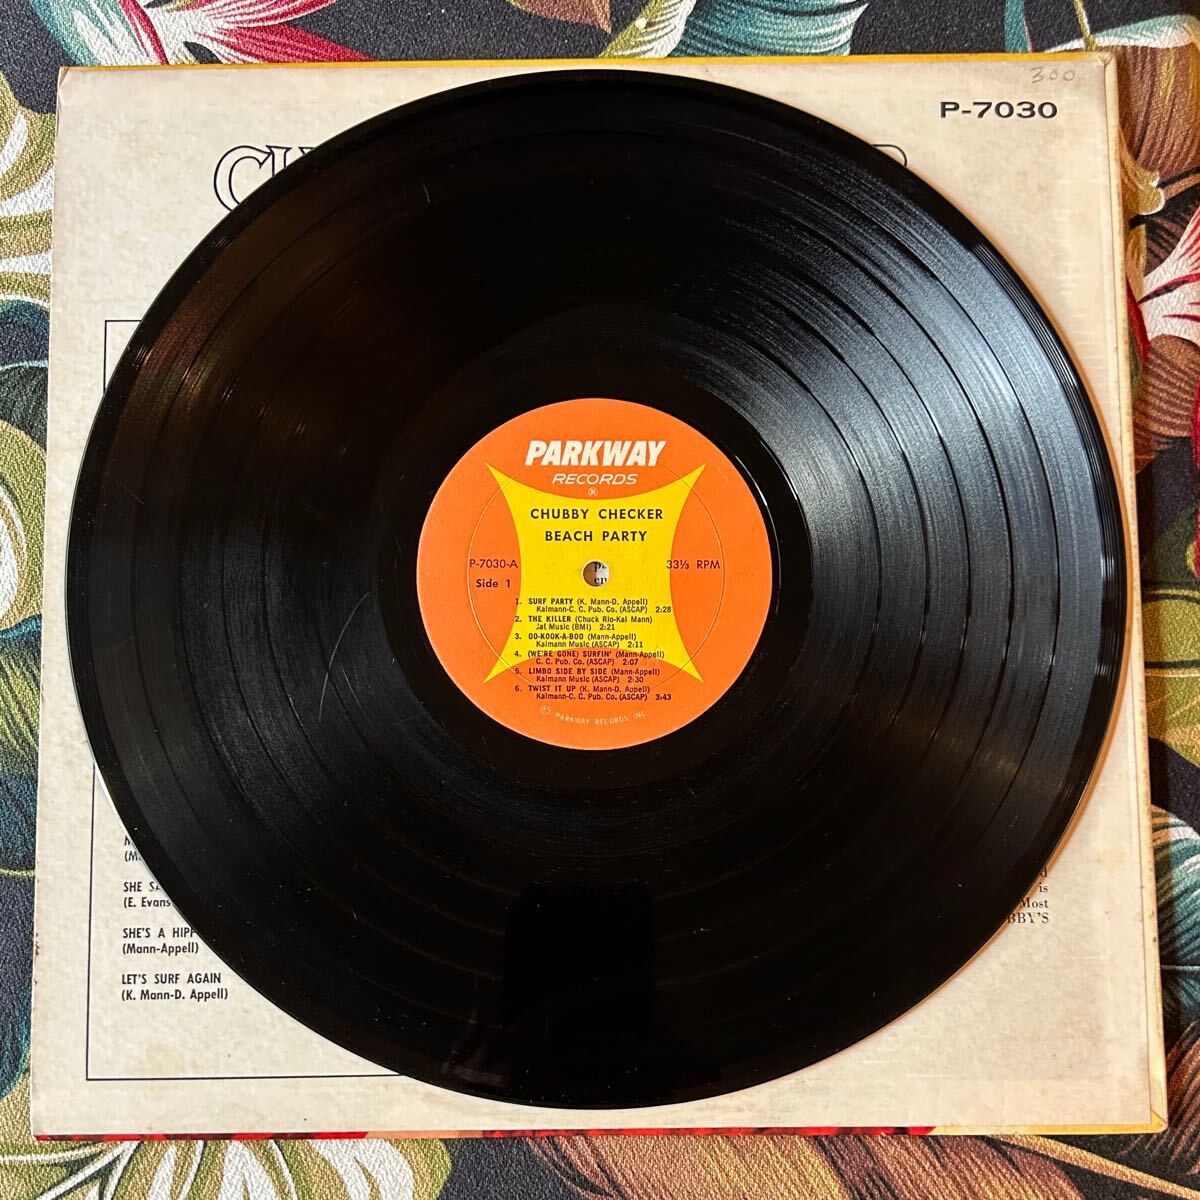 300
P-7030
PARKWAY
RECORDS
®
CHUBBY CHECKER
BEACH PARTY
P-7030-A
33⅓ RPM
Side 1
1. SURF PARTY (K. Mann-D. Appell)
Kalmann-C. C. Pub. Co. (ASCAP) 2:28
2. THE KILLER (Chuck Rio-Kal Mann)
Jat Music (BMI) 2:21
3. OO-KOOK-A-BOO (Mann-Appell)
Kalmann Music (ASCAP) 2:11
4. (WE'RE GONE) SURFIN' (Mann-Appell)
C. C. Pub. Co. (ASCAP) 2:07
5. LIMBO SIDE BY SIDE (Mann-Appell)
Kalmann Music (ASCAP) 2:30
6. TWIST IT UP (K. Mann-D. Appell)
Kalmann-C. C. Pub. Co. (ASCAP) 3:43
Ⓟ PARKWAY RECORDS INC.
SHE SA
(E. Evans
SHE'S A HIPP
(Mann-Appell)
LET'S SURF AGAIN
(K. Mann-D. Appell)
is
Most
BBY'S